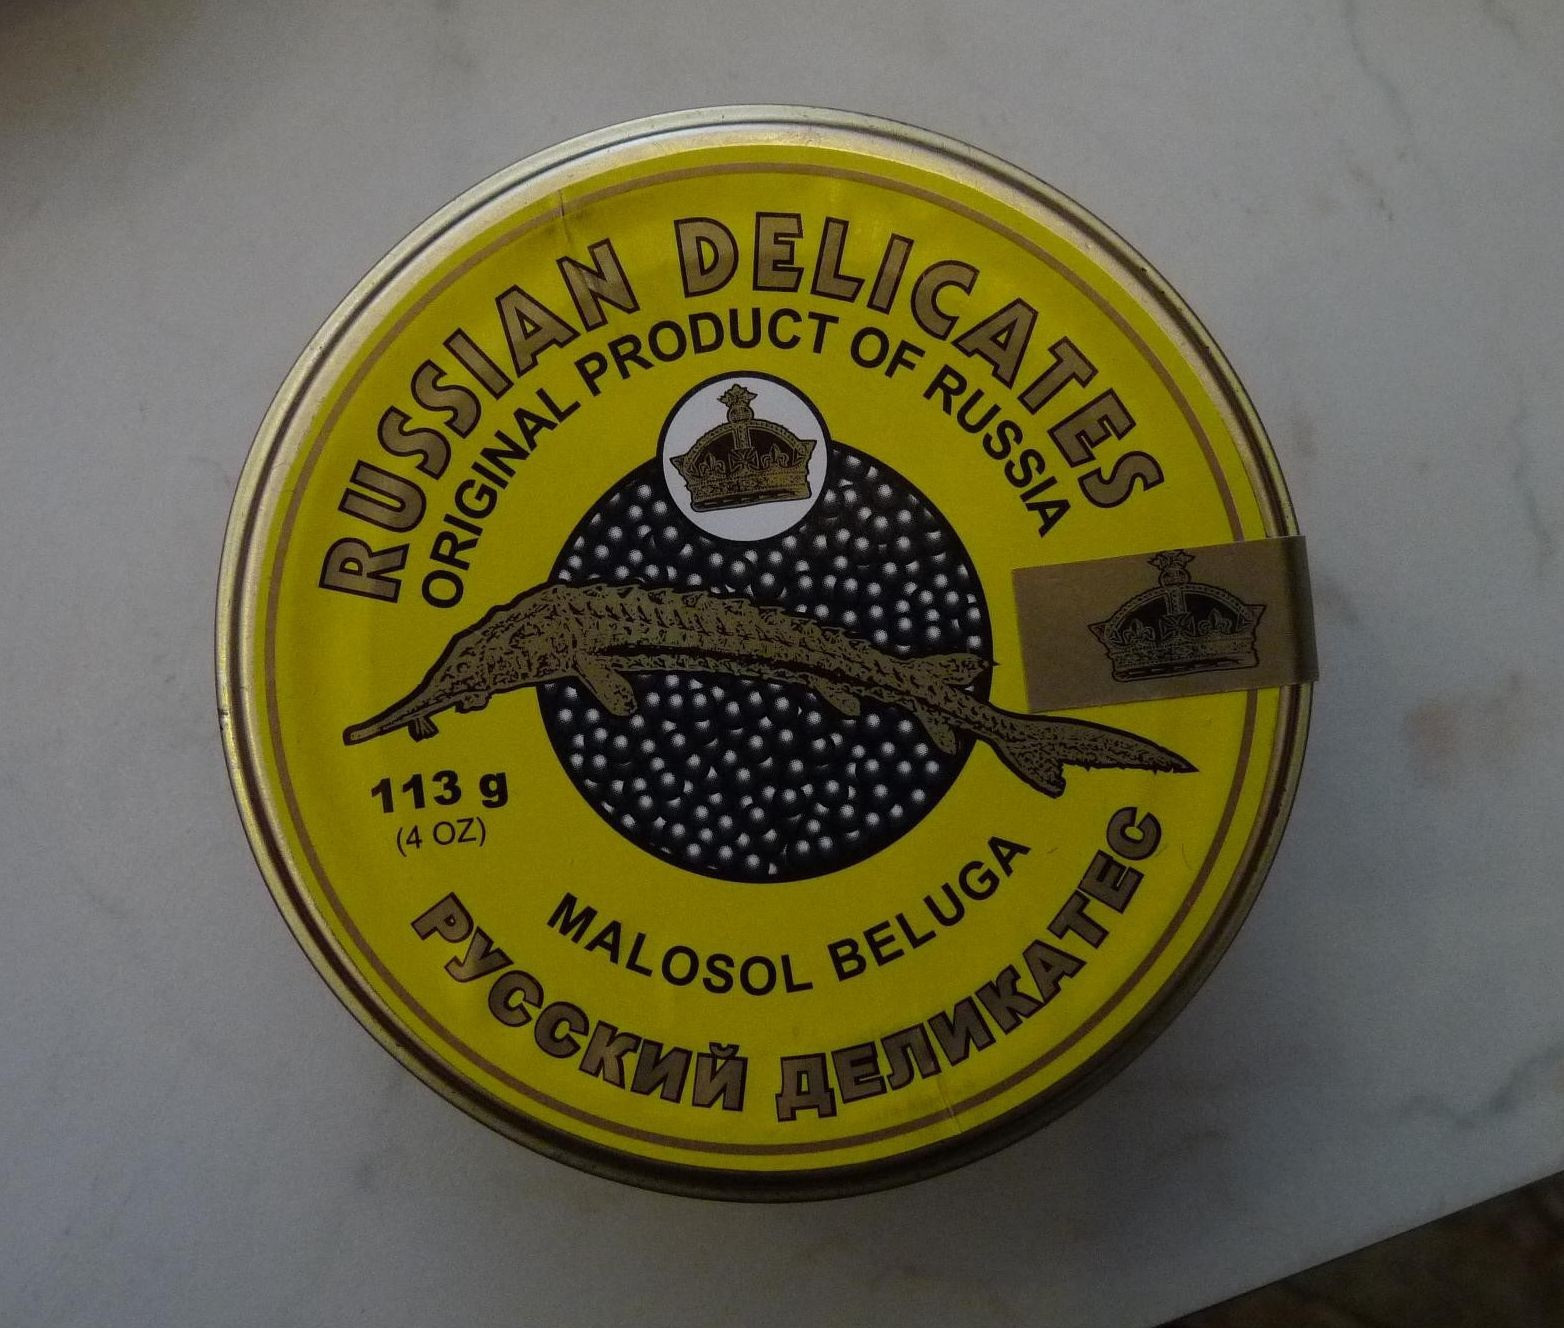 RUSSIAN DELICATES
ORIGINAL PRODUCT OF RUSSIA
113 g
(4 OZ)
MALOSOL BELUGA
РУССКИЙ ДЕЛИКАТЕС